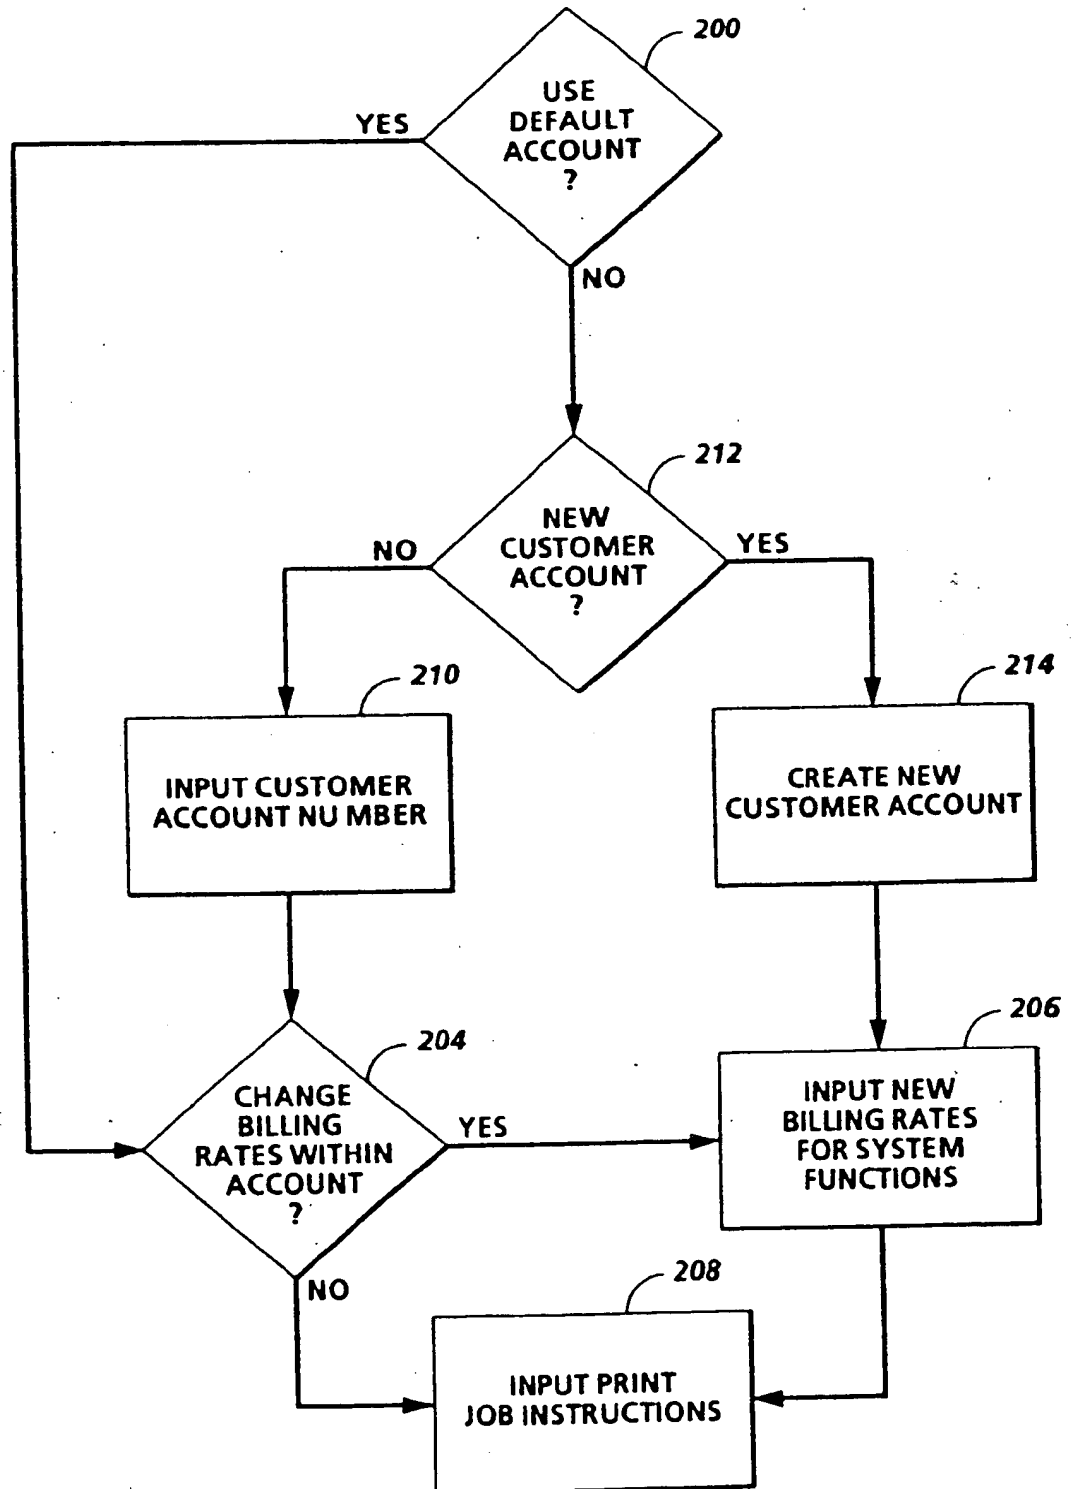 200
USE
DEFAULT
ACCOUNT
?
YES
NO
212
NEW
CUSTOMER
ACCOUNT
?
NO
YES
210
INPUT CUSTOMER
ACCOUNT NU MBER
214
CREATE NEW
CUSTOMER ACCOUNT
204
CHANGE
BILLING
RATES WITHIN
ACCOUNT
?
YES
NO
206
INPUT NEW
BILLING RATES
FOR SYSTEM
FUNCTIONS
208
INPUT PRINT
JOB INSTRUCTIONS